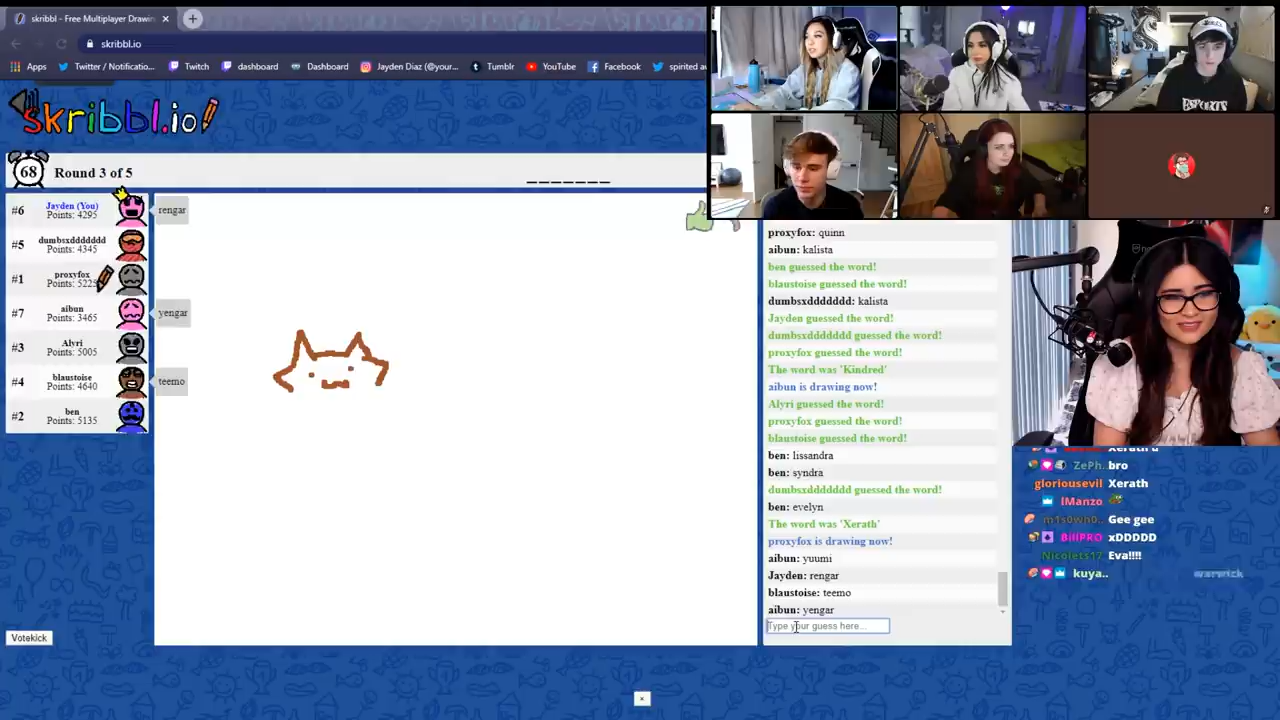 skribbl - Free Multiplayer Drawin
skribbl.io
Apps
Twitter / Notificatio...
Twitch
dashboard
Dashboard
Jayden Diaz (@your...
Tumblr
YouTube
Facebook
spirited av
skribbl.io
68
Round 3 of 5
_______
#6
Jayden (You)
Points: 4295
rengar
#5
dumbsxddddddd
Points: 4345
#1
proxyfox
Points: 5225
#7
aibun
Points: 3465
yengar
#3
Alyri
Points: 5005
#4
blaustoise
Points: 4640
teemo
#2
ben
Points: 5135
Votekick
proxyfox: quinn
aibun: kalista
ben guessed the word!
blaustoise guessed the word!
dumbsxddddddd: kalista
Jayden guessed the word!
dumbsxddddddd guessed the word!
proxyfox guessed the word!
The word was 'Kindred'
aibun is drawing now!
Alyri guessed the word!
proxyfox guessed the word!
blaustoise guessed the word!
ben: lissandra
ben: syndra
dumbsxddddddd guessed the word!
ben: evelyn
The word was 'Xerath'
proxyfox is drawing now!
aibun: yuumi
Jayden: rengar
blaustoise: teemo
aibun: yengar
Type your guess here...
ESPORTS
ZePh.. bro
gloriousevil Xerath
lManzo
m1s0wn0.. Gee gee
BillPRO xDDDDD
Nicolets17 Eva!!!!
kuya.. warwick